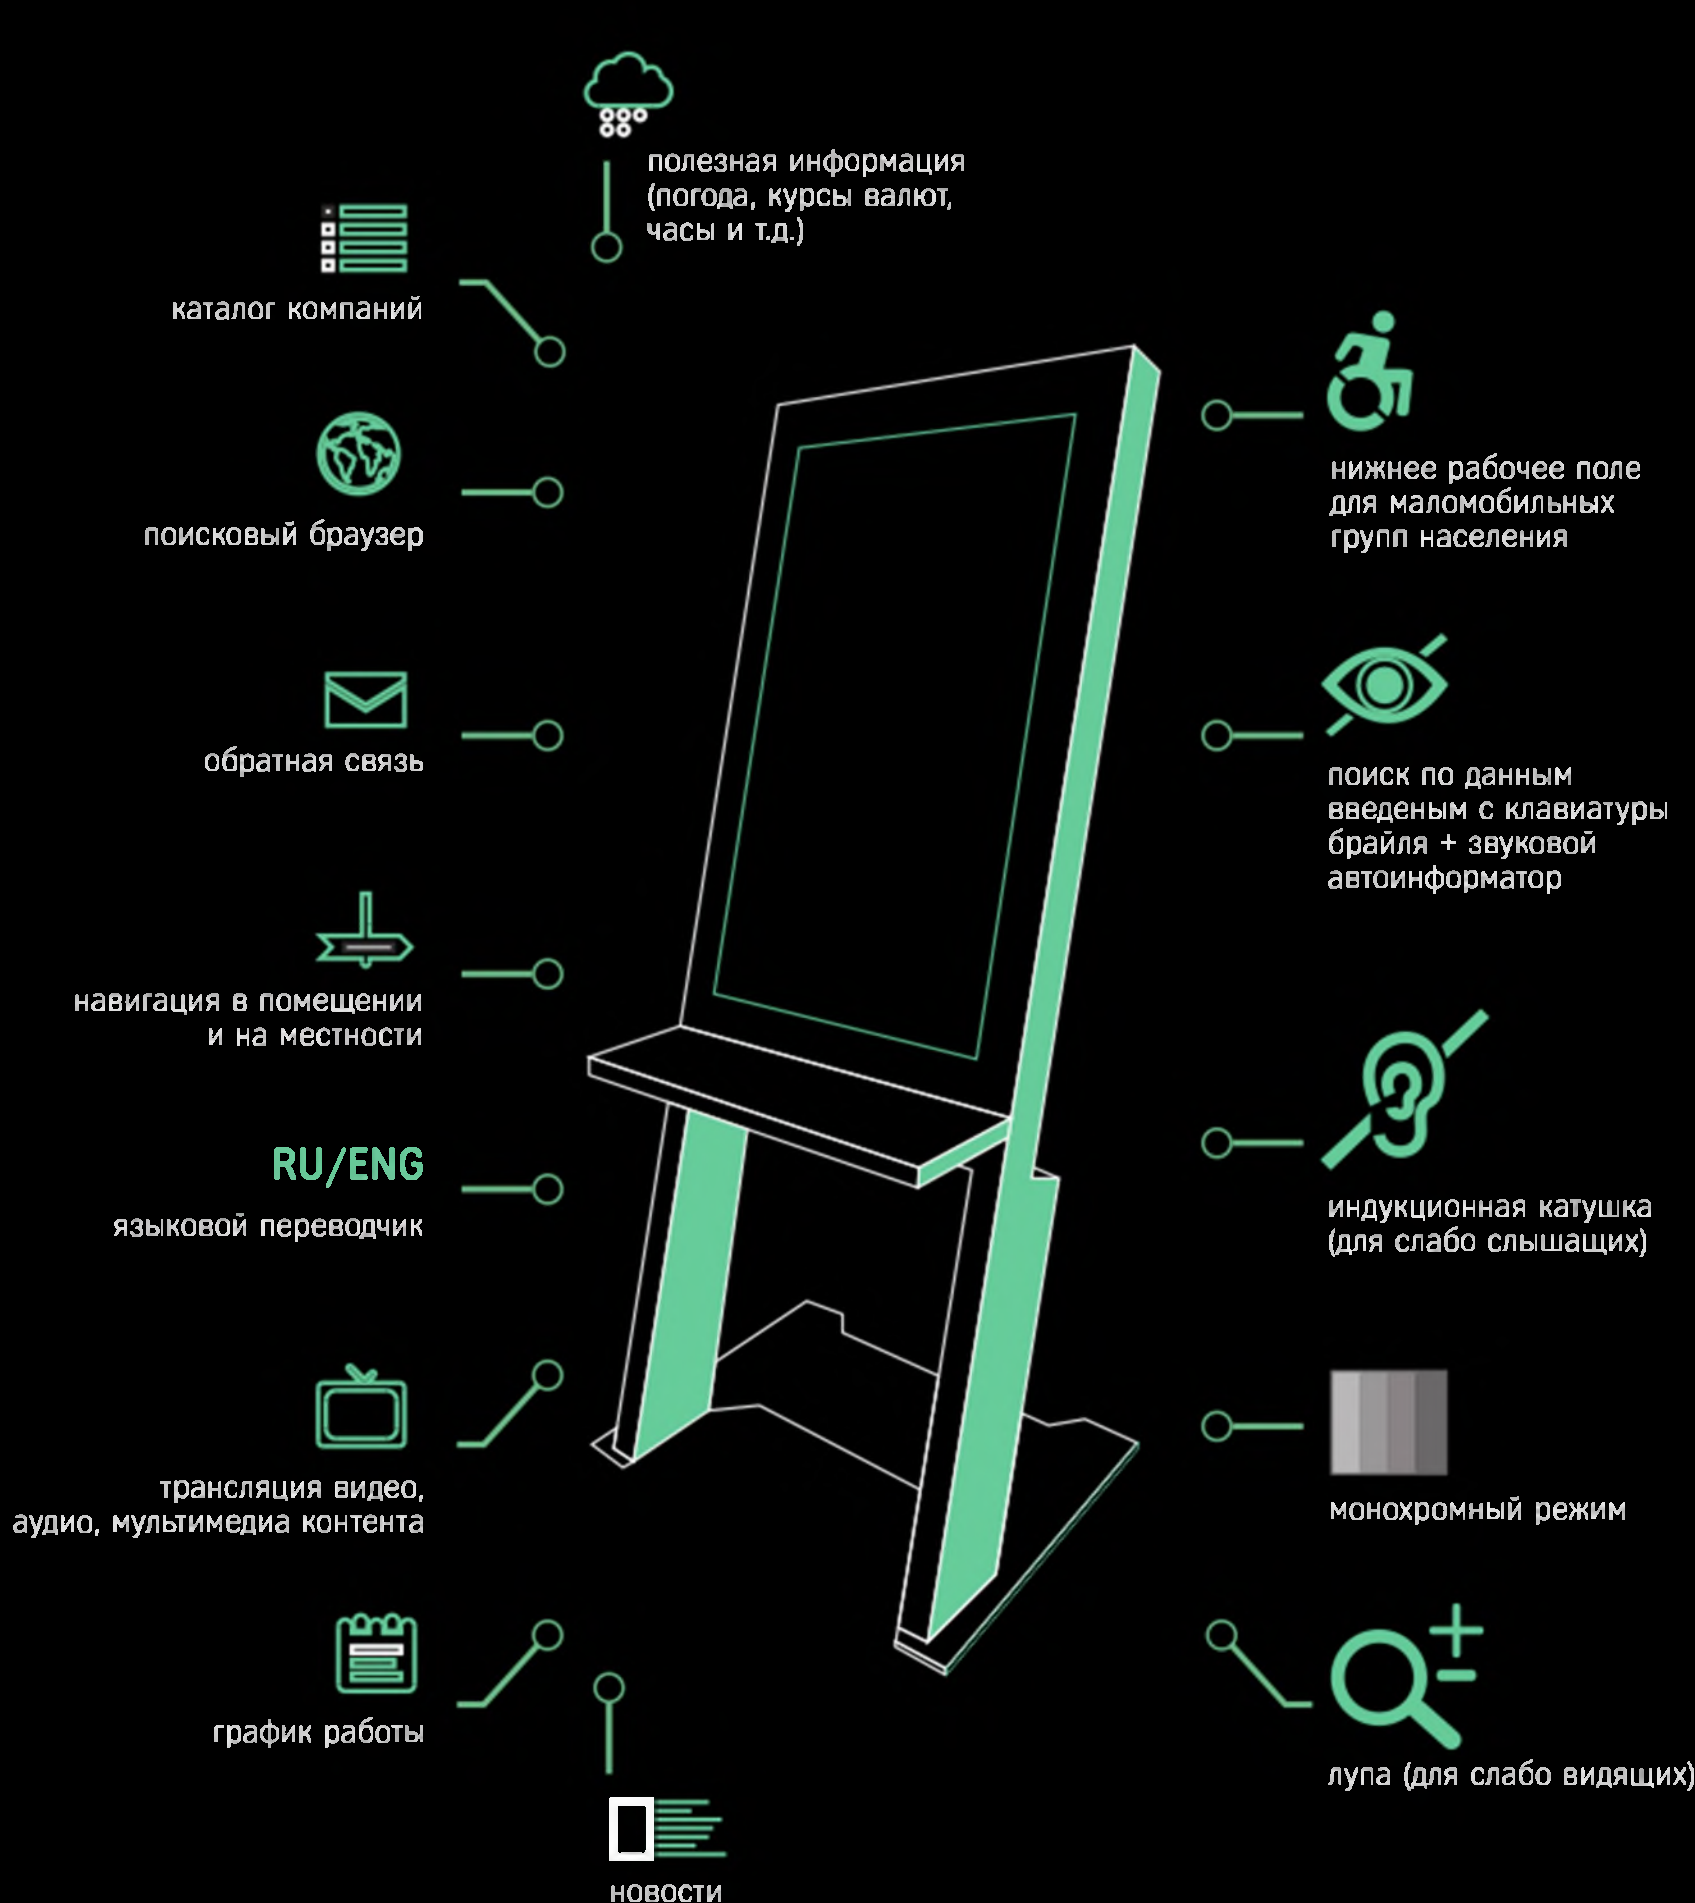 полезная информация
(погода, курсы валют,
часы и т.д.)
каталог компаний
поисковый браузер
обратная связь
навигация в помещении
и на местности
RU/ENG
языковой переводчик
трансляция видео,
аудио, мультимедиа контента
график работы
новости
нижнее рабочее поле
для маломобильных
групп населения
поиск по данным
введеным с клавиатуры
брайля + звуковой
автоинформатор
индукционная катушка
(для слабо слышащих)
монохромный режим
лупа (для слабо видящих)